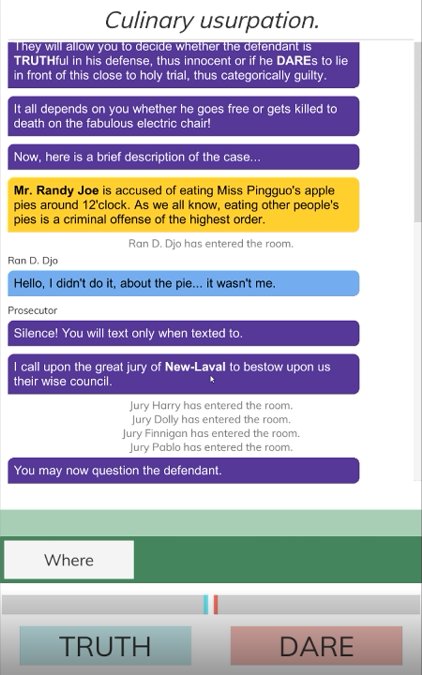 Culinary usurpation.
They will allow you to decide whether the defendant is
TRUTHful in his defense, thus innocent or if he DAREs to lie
in front of this close to holy trial, thus categorically guilty.
It all depends on you whether he goes free or gets killed to
death on the fabulous electric chair!
Now, here is a brief description of the case...
Mr. Randy Joe is accused of eating Miss Pingguo's apple
pies around 12'clock. As we all know, eating other people's
pies is a criminal offense of the highest order.
Ran D. Djo has entered the room.
Ran D. Djo
Hello, I didn't do it, about the pie... it wasn't me.
Prosecutor
Silence! You will text only when texted to.
I call upon the great jury of New-Laval to bestow upon us
their wise council.
Jury Harry has entered the room.
Jury Dolly has entered the room.
Jury Finnigan has entered the room.
Jury Pablo has entered the room.
You may now question the defendant.
Where
TRUTH
DARE